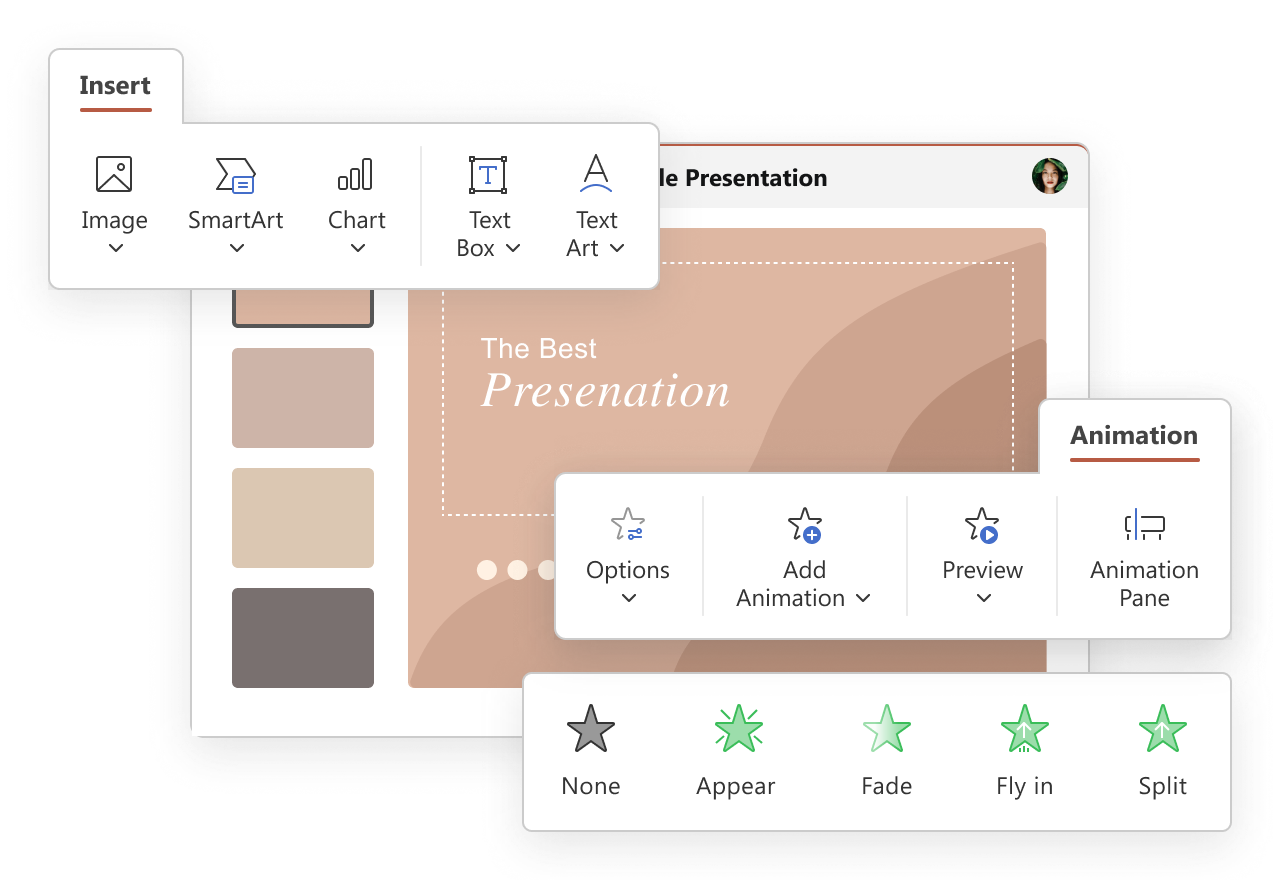 Insert
Image
SmartArt
Chart
Text
Box
Text
Art
Presentation
The Best
Presenation
Animation
Options
Add
Animation
Preview
Animation
Pane
None
Appear
Fade
Fly in
Split